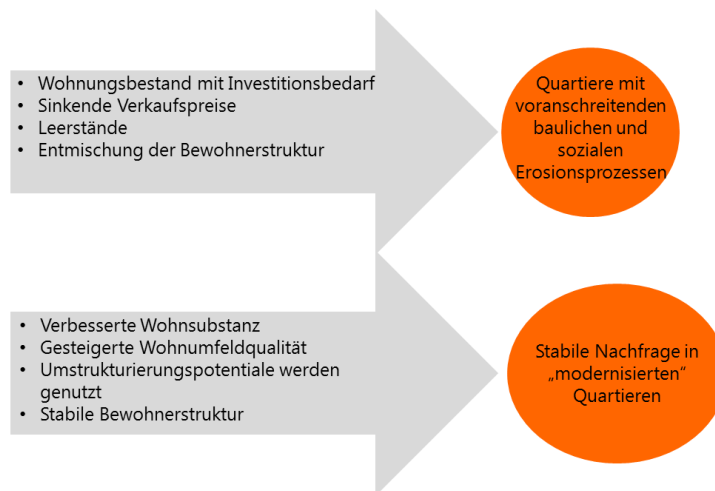 • Wohnungsbestand mit Investitionsbedarf
• Sinkende Verkaufspreise
• Leerstände
• Entmischung der Bewohnerstruktur
Quartiere mit
voranschreitenden
baulichen und
sozialen
Erosionsprozessen
• Verbesserte Wohnsubstanz
• Gesteigerte Wohnumfeldqualität
• Umstrukturierungspotentiale werden
genutzt
• Stabile Bewohnerstruktur
Stabile Nachfrage in
„modernisierten“
Quartieren